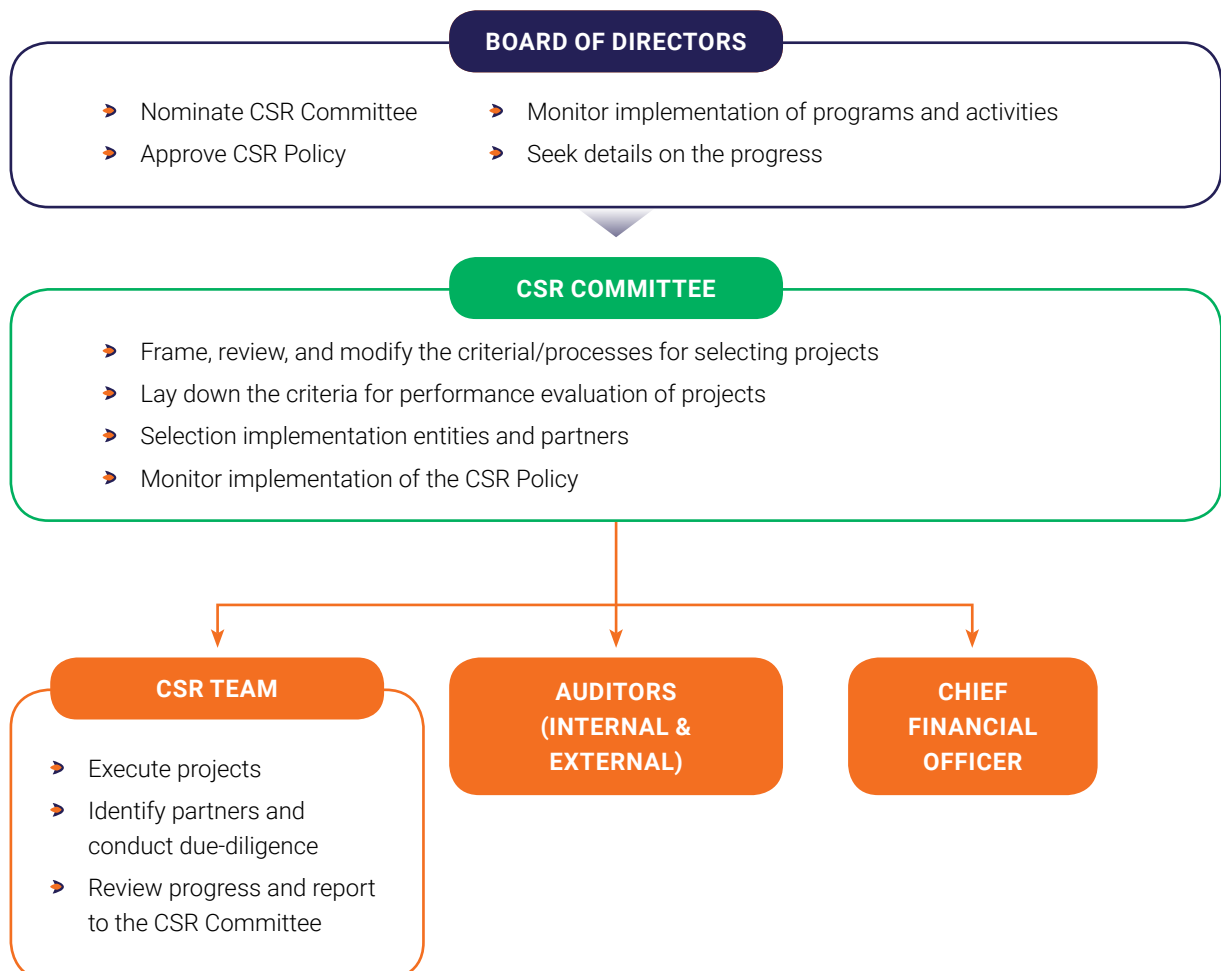 BOARD OF DIRECTORS
Nominate CSR Committee
Approve CSR Policy
Monitor implementation of programs and activities
Seek details on the progress
CSR COMMITTEE
Frame, review, and modify the criterial/processes for selecting projects
Lay down the criteria for performance evaluation of projects
Selection implementation entities and partners
Monitor implementation of the CSR Policy
CSR TEAM
Execute projects
Identify partners and
conduct due-diligence
Review progress and report
to the CSR Committee
AUDITORS
(INTERNAL &
EXTERNAL)
CHIEF
FINANCIAL
OFFICER